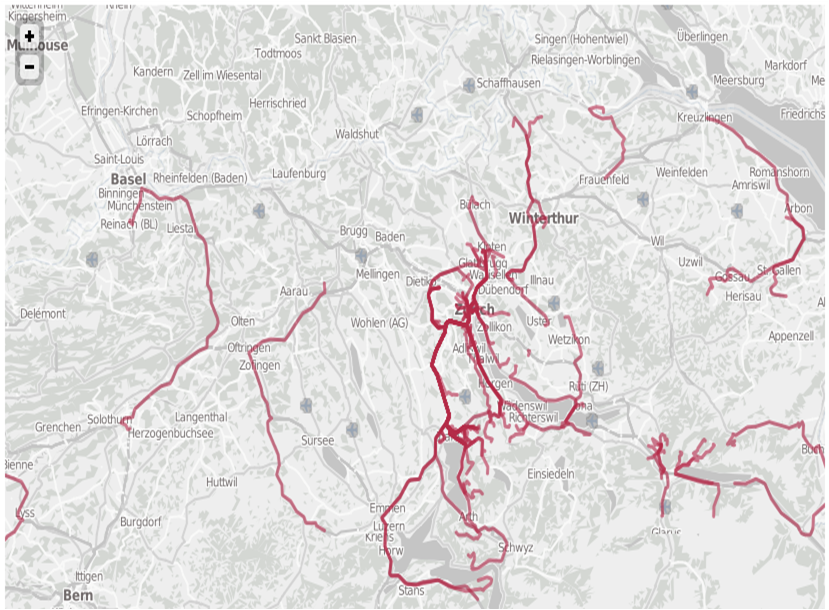 Rhein
Kingersheim
Mulhouse
+
−
Sankt Blasien
Todtmoos
Singen (Hohentwiel)
Überlingen
Rielasingen-Worblingen
Markdorf
Kandern
Zell im Wiesental
Schaffhausen
Meersburg
Me
Efringen-Kirchen
Herrischried
Schopfheim
Kreuzlingen
Friedrichs
Lörrach
Waldshut
Saint-Louis
Basel
Rheinfelden (Baden)
Laufenburg
Frauenfeld
Weinfelden
Romanshorn
Amriswil
Binningen
Münchenstein
Reinach (BL)
Liestal
Bülach
Winterthur
Arbon
Brugg
Baden
Kloten
Wil
Uzwil
Mellingen
Dietikon
Illnau
Gossau
St. Gallen
Herisau
Aarau
Dübendorf
Delémont
Olten
Wohlen (AG)
Zürich
Zollikon
Uster
Wetzikon
Appenzell
Oftringen
Zofingen
Adliswil
Thalwil
Horgen
Rüti (ZH)
Grenchen
Solothurn
Langenthal
Herzogenbuchsee
Wädenswil
Richterswil
Sursee
Buch
Bienne
Huttwil
Einsiedeln
Lyss
Burgdorf
Emmen
Luzern
Kriens
Horw
Arth
Schwyz
Glarus
Ittigen
Bern
Stans